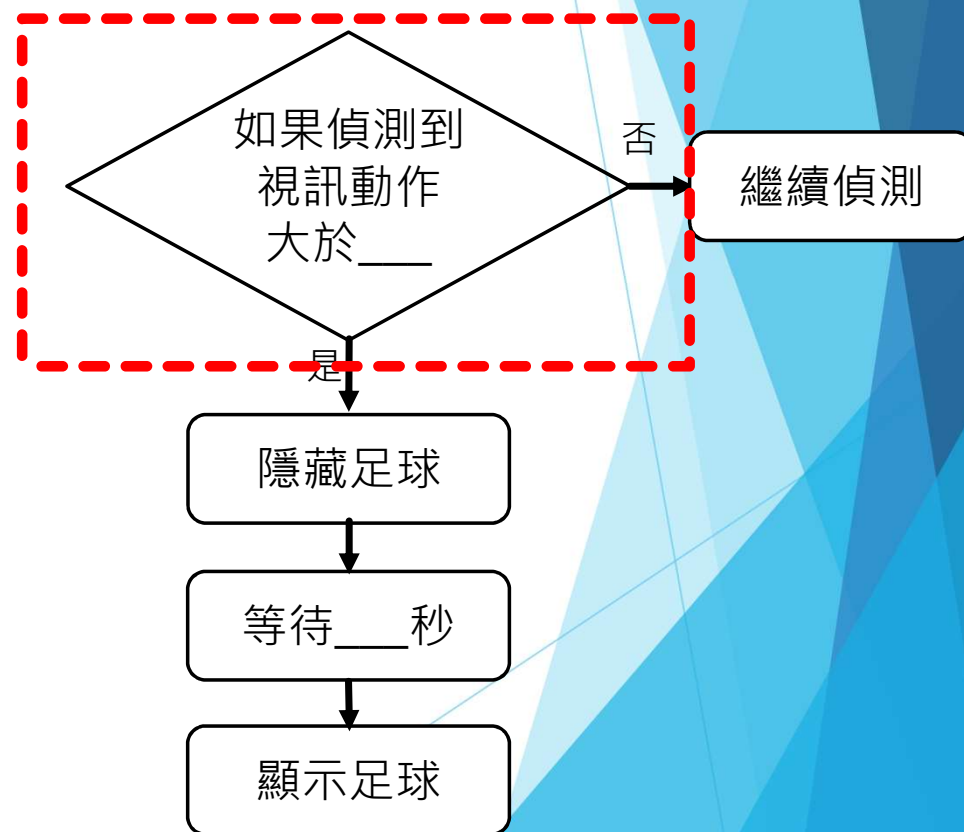 如果偵測到
視訊動作
大於___
否
繼續偵測
是
隱藏足球
等待___秒
顯示足球